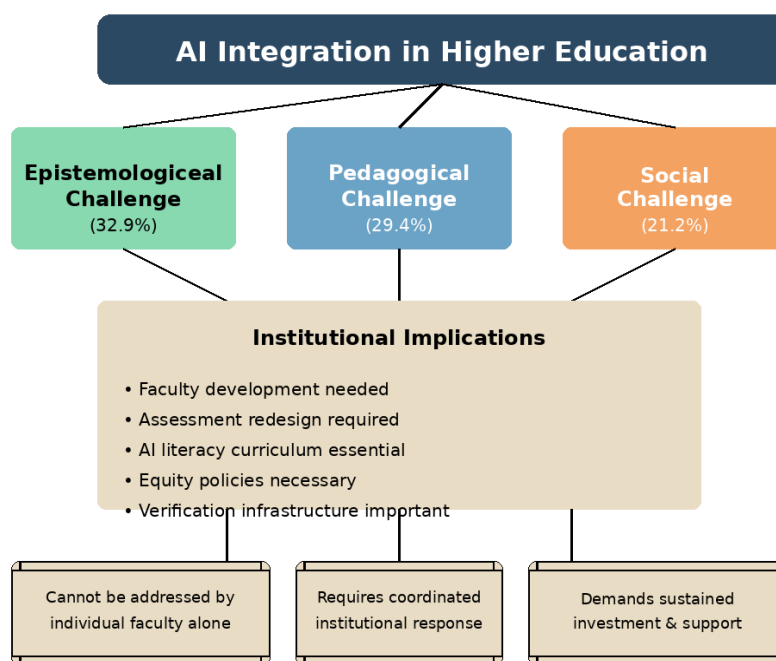 AI Integration in Higher Education
Epistemologiceal
Challenge
(32.9%)
Pedagogical
Challenge
(29.4%)
Social
Challenge
(21.2%)
Institutional Implications
• Faculty development needed
• Assessment redesign required
• AI literacy curriculum essential
• Equity policies necessary
• Verification infrastructure important
Cannot be addressed by
individual faculty alone
Requires coordinated
institutional response
Demands sustained
investment & support